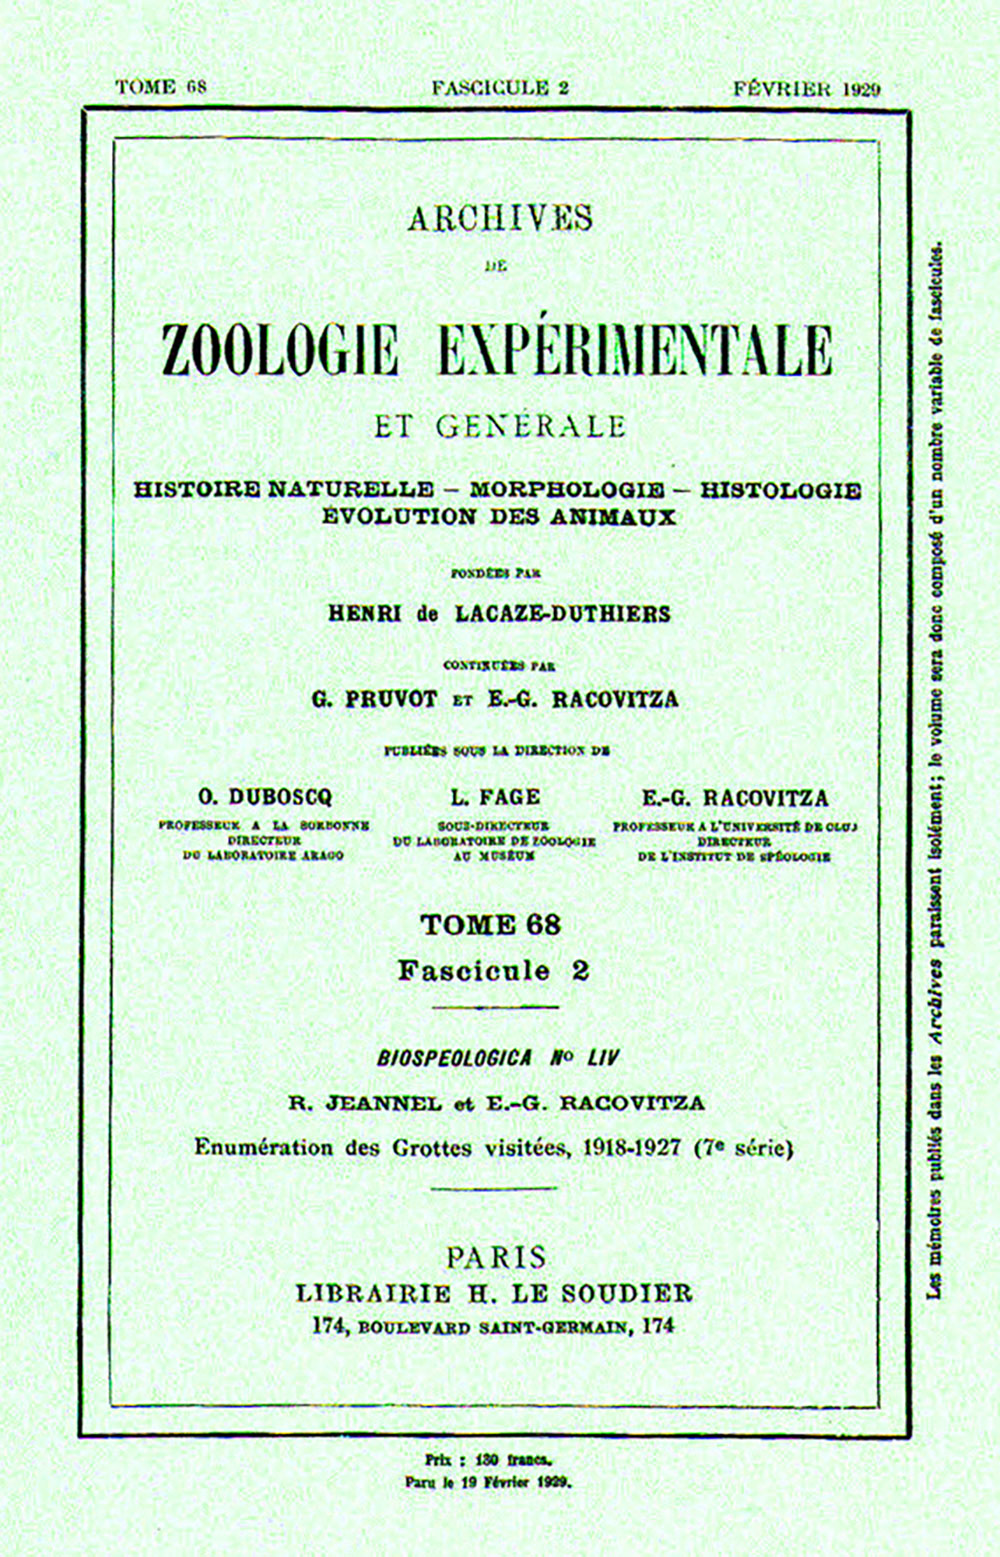 TOME 68 FASCICULE 2 FÉVRIER 1929
ARCHIVES
DE
ZOOLOGIE EXPÉRIMENTALE
ET GÉNÉRALE
HISTOIRE NATURELLE – MORPHOLOGIE – HISTOLOGIE
ÉVOLUTION DES ANIMAUX
FONDÉES PAR
HENRI de LACAZE-DUTHIERS
CONTINUÉES PAR
G. PRUVOT ET E.-G. RACOVITZA
PUBLIÉES SOUS LA DIRECTION DE
O. DUBOSCQ L. FAGE E.-G. RACOVITZA
PROFESSEUR A LA SORBONNE SOUS-DIRECTEUR PROFESSEUR A L'UNIVERSITÉ DE CLUJ
DIRECTEUR DU LABORATOIRE DE ZOOLOGIE DIRECTEUR
DU LABORATOIRE ARAGO AU MUSÉUM DE L'INSTITUT DE SPÉOLOGIE
TOME 68
Fascicule 2
BIOSPEOLOGICA Nº LIV
R. JEANNEL et E.-G. RACOVITZA
Enumération des Grottes visitées, 1918-1927 (7e série)
PARIS
LIBRAIRIE H. LE SOUDIER
174, BOULEVARD SAINT-GERMAIN, 174
Prix : 130 francs.
Paru le 19 Février 1929.
Les mémoires publiés dans les Archives paraissent isolément; le volume sera donc composé d'un nombre variable de fascicules.